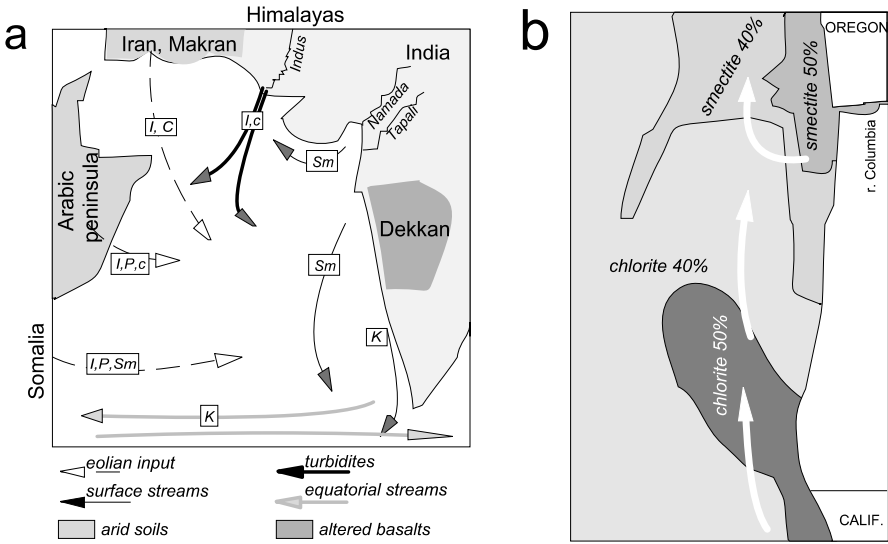 a
Himalayas
Iran, Makran
Indus
India
I, C
I,c
Namada
Tapali
Sm
Arabic
peninsula
Dekkan
I,P,c
Sm
K
Somalia
I,P,Sm
K
eolian input
turbidites
surface streams
equatorial streams
arid soils
altered basalts
b
OREGON
smectite 40%
smectite 50%
r. Columbia
chlorite 40%
chlorite 50%
CALIF.